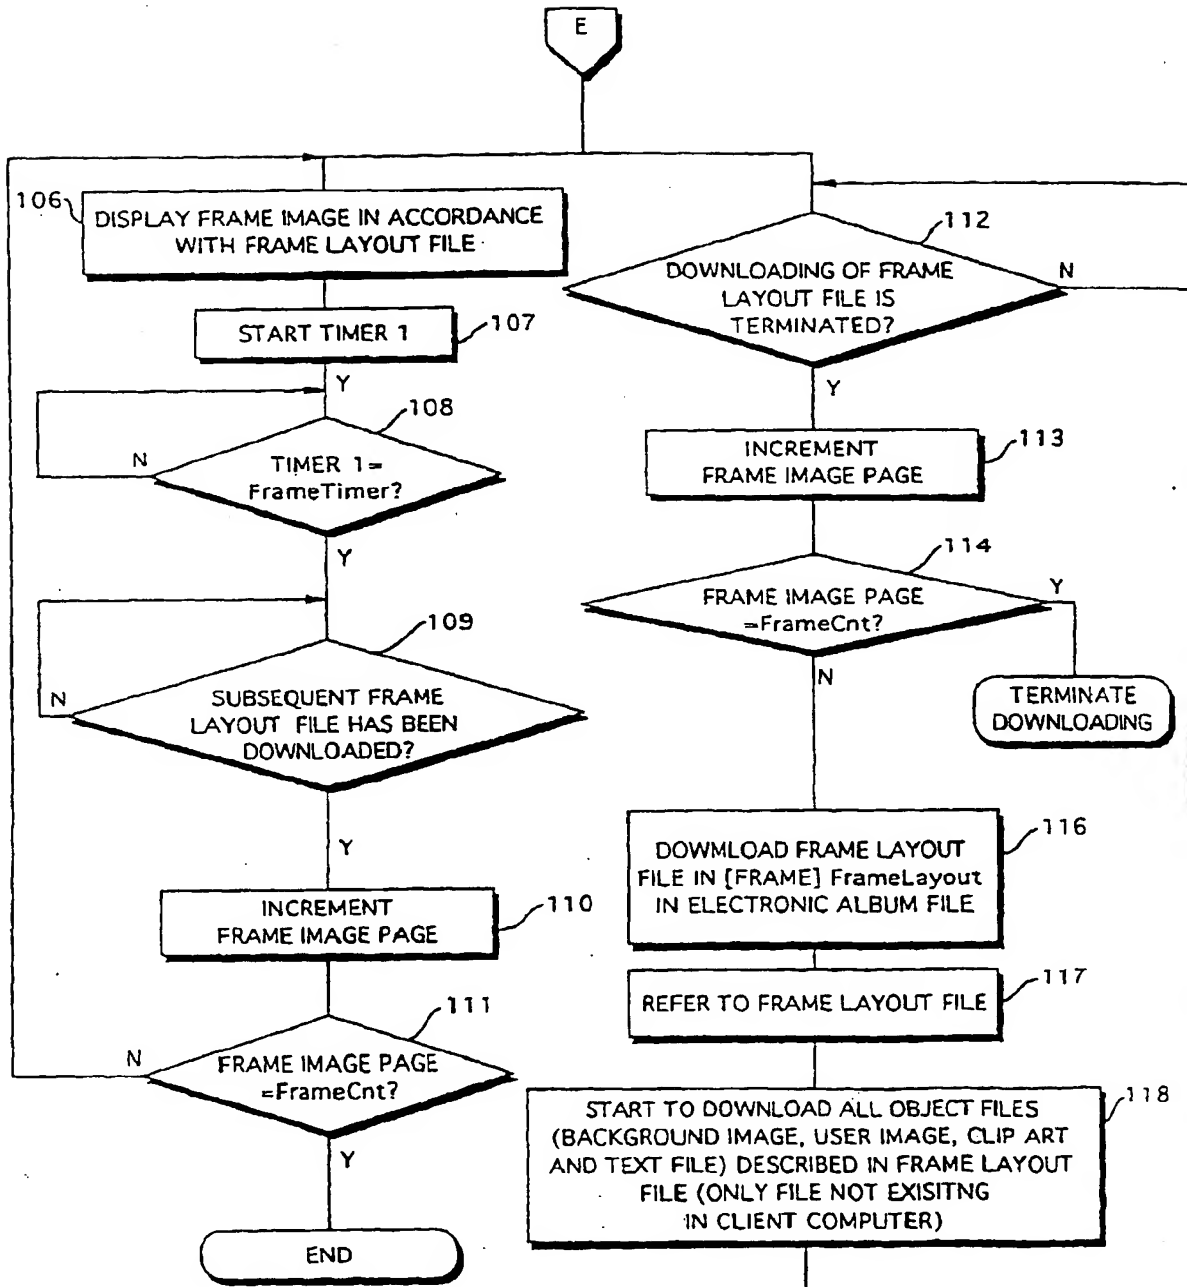 E
106
DISPLAY FRAME IMAGE IN ACCORDANCE
WITH FRAME LAYOUT FILE
START TIMER 1
107
Y
108
N
TIMER 1=
FrameTimer?
Y
109
N
SUBSEQUENT FRAME
LAYOUT FILE HAS BEEN
DOWNLOADED?
Y
INCREMENT
FRAME IMAGE PAGE
110
111
N
FRAME IMAGE PAGE
=FrameCnt?
Y
END
112
N
DOWNLOADING OF FRAME
LAYOUT FILE IS
TERMINATED?
Y
INCREMENT
FRAME IMAGE PAGE
113
114
Y
FRAME IMAGE PAGE
=FrameCnt?
N
TERMINATE
DOWNLOADING
116
DOWMLOAD FRAME LAYOUT
FILE IN [FRAME] FrameLayout
IN ELECTRONIC ALBUM FILE
117
REFER TO FRAME LAYOUT FILE
118
START TO DOWNLOAD ALL OBJECT FILES
(BACKGROUND IMAGE, USER IMAGE, CLIP ART
AND TEXT FILE) DESCRIBED IN FRAME LAYOUT
FILE (ONLY FILE NOT EXISITNG
IN CLIENT COMPUTER)